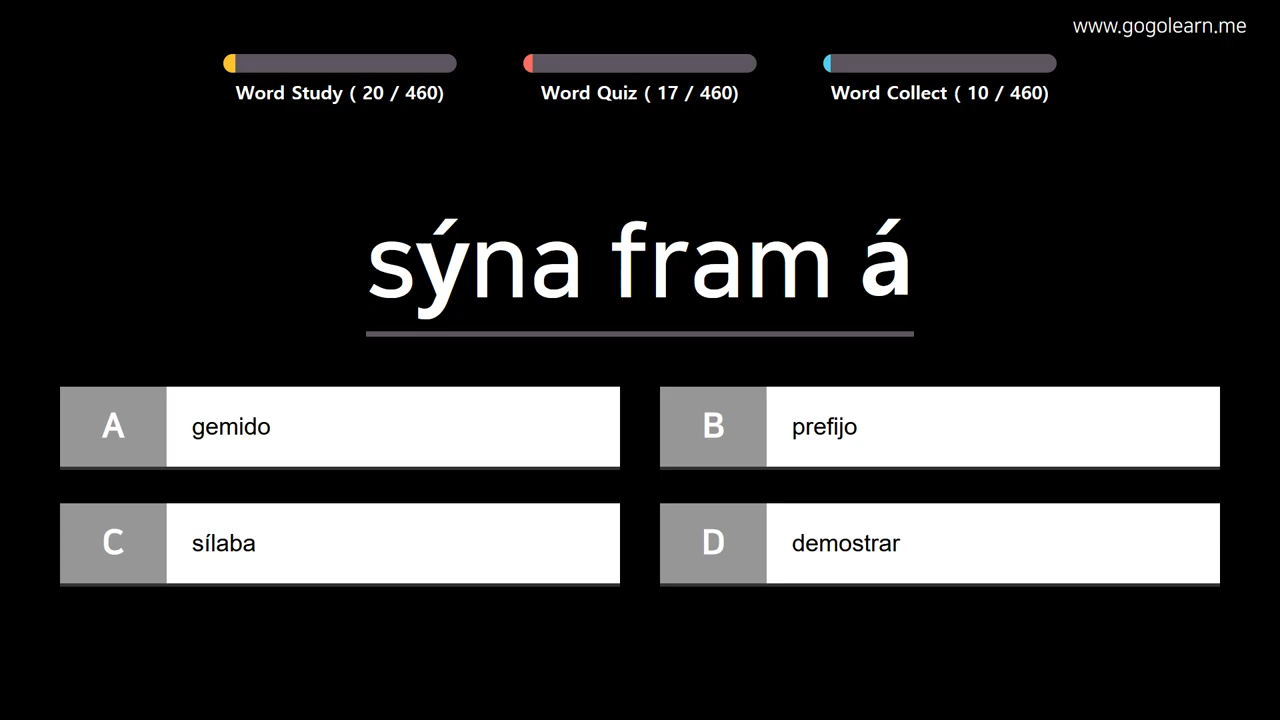 www.gogolearn.me
Word Study ( 20 / 460)
Word Quiz ( 17 / 460)
Word Collect ( 10 / 460)
sýna fram á
A gemido
B prefijo
C sílaba
D demostrar